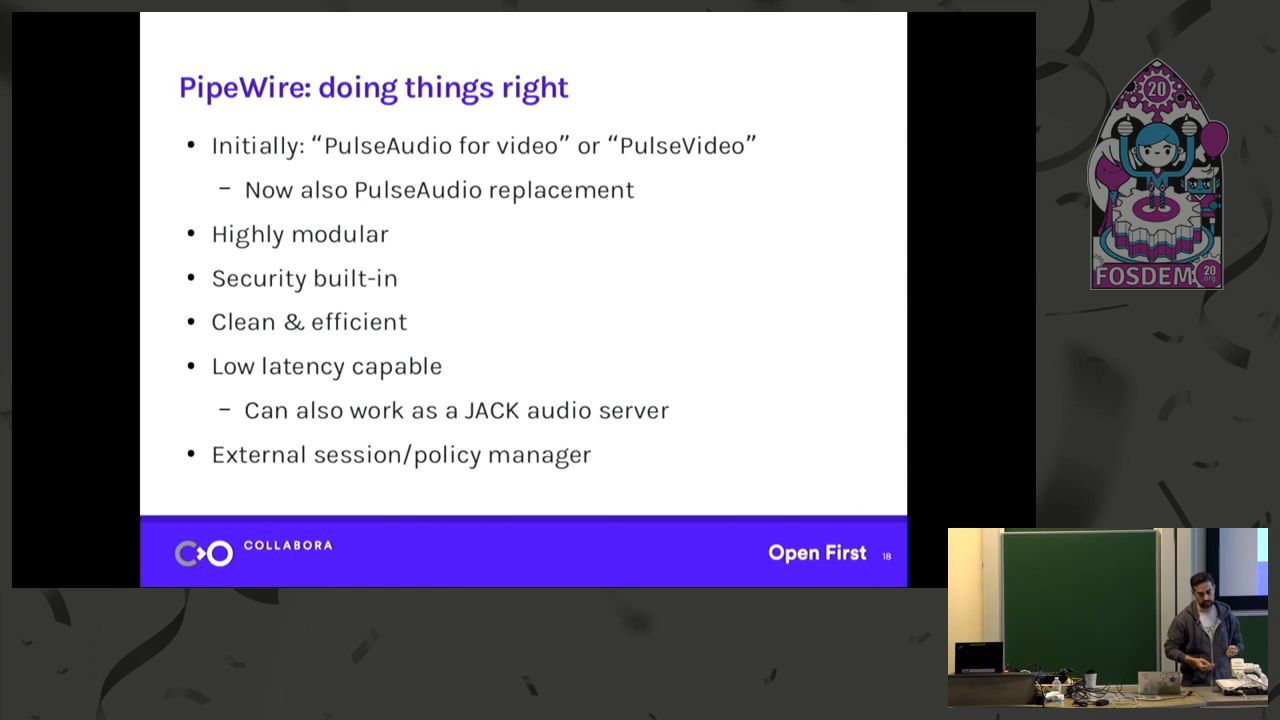 PipeWire: doing things right
• Initially: “PulseAudio for video” or “PulseVideo”
– Now also PulseAudio replacement
• Highly modular
• Security built-in
• Clean & efficient
• Low latency capable
– Can also work as a JACK audio server
• External session/policy manager
COLLABORA
Open First 18
20
FOSDEM 20
.org